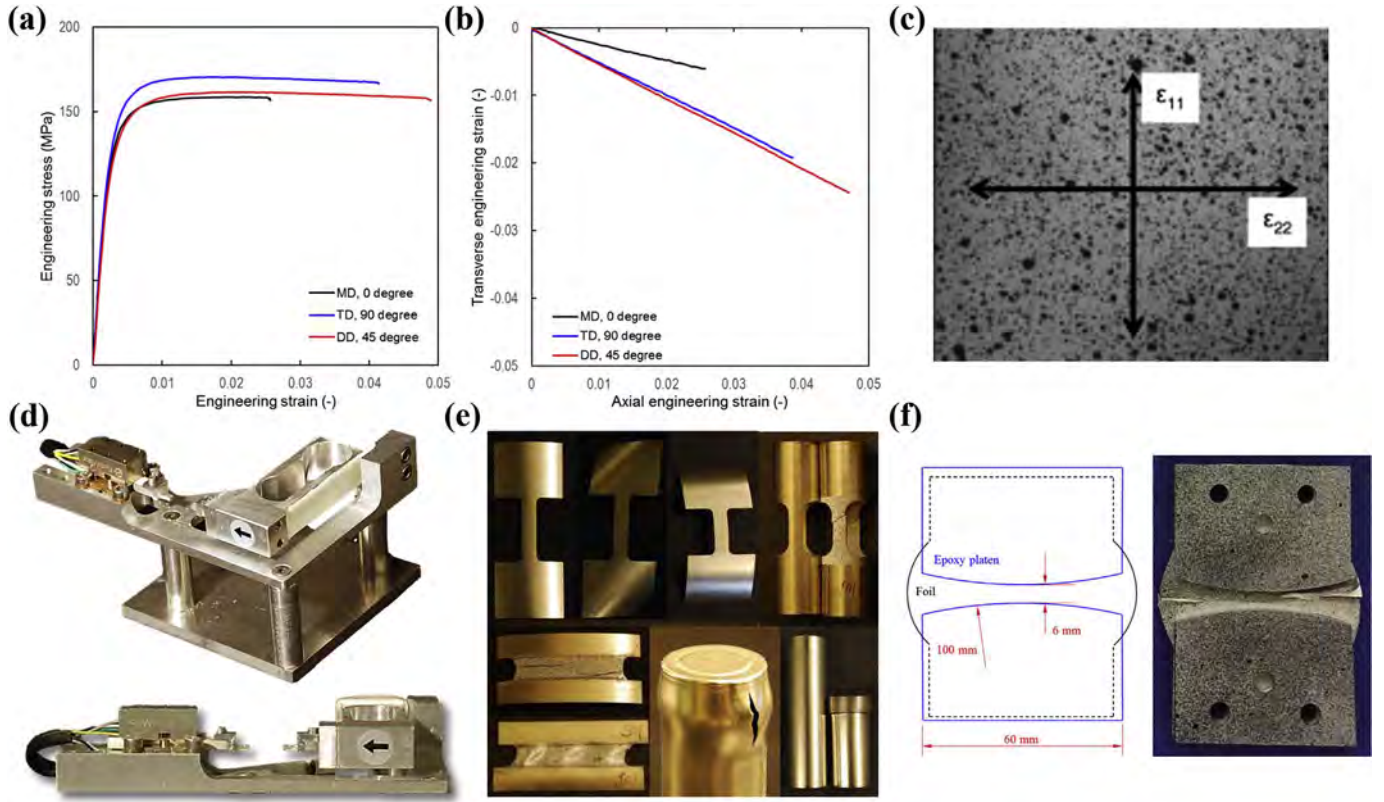 (a)
200
150
100
50
0
Engineering stress (MPa)
MD, 0 degree
TD, 90 degree
DD, 45 degree
0 0.01 0.02 0.03 0.04 0.05
Engineering strain (-)
(b)
0
-0.01
-0.02
-0.03
-0.04
-0.05
Transverse engineering strain (-)
MD, 0 degree
TD, 90 degree
DD, 45 degree
0 0.01 0.02 0.03 0.04 0.05
Axial engineering strain (-)
(c)
ε11
ε22
(d)
(e)
(f)
Epoxy platen
Foil
6 mm
100 mm
60 mm